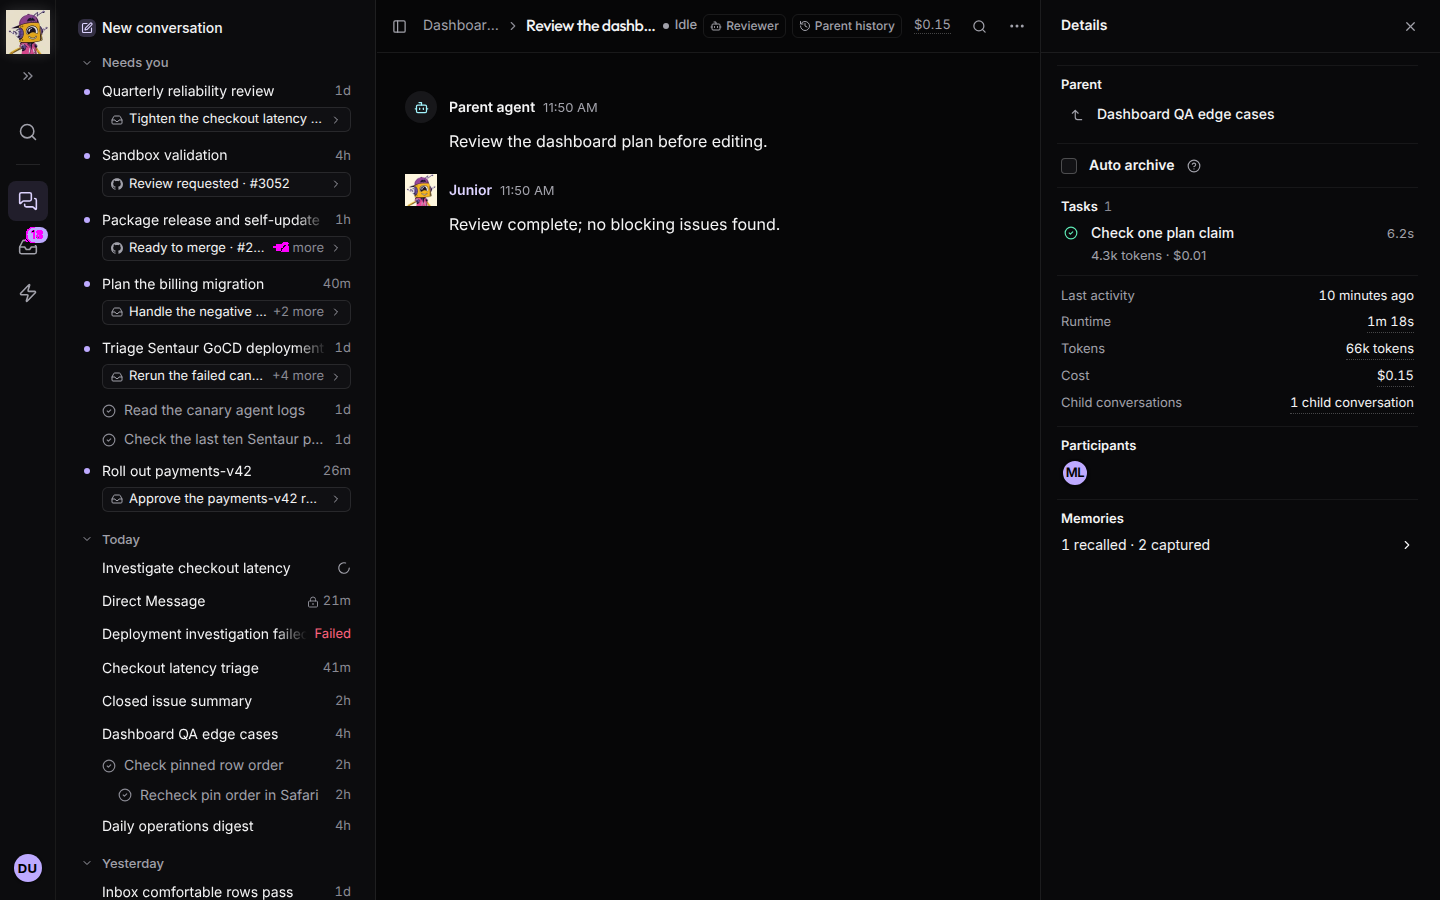 New conversation
Needs you
Quarterly reliability review 1d
Tighten the checkout latency ...
Sandbox validation 4h
Review requested · #3052
Package release and self-update 1h
Ready to merge · #2... more
Plan the billing migration 40m
Handle the negative ... +2 more
Triage Sentaur GoCD deployment 1d
Rerun the failed can... +4 more
Read the canary agent logs 1d
Check the last ten Sentaur p... 1d
Roll out payments-v42 26m
Approve the payments-v42 r...
Today
Investigate checkout latency
Direct Message 21m
Deployment investigation failed Failed
Checkout latency triage 41m
Closed issue summary 2h
Dashboard QA edge cases 4h
Check pinned row order 2h
Recheck pin order in Safari 2h
Daily operations digest 4h
Yesterday
Inbox comfortable rows pass 1d
DU
Dashboar... Review the dashb... Idle Reviewer Parent history $0.15
Parent agent 11:50 AM
Review the dashboard plan before editing.
Junior 11:50 AM
Review complete; no blocking issues found.
Details
Parent
Dashboard QA edge cases
Auto archive
Tasks 1
Check one plan claim 6.2s
4.3k tokens · $0.01
Last activity 10 minutes ago
Runtime 1m 18s
Tokens 66k tokens
Cost $0.15
Child conversations 1 child conversation
Participants
ML
Memories
1 recalled · 2 captured